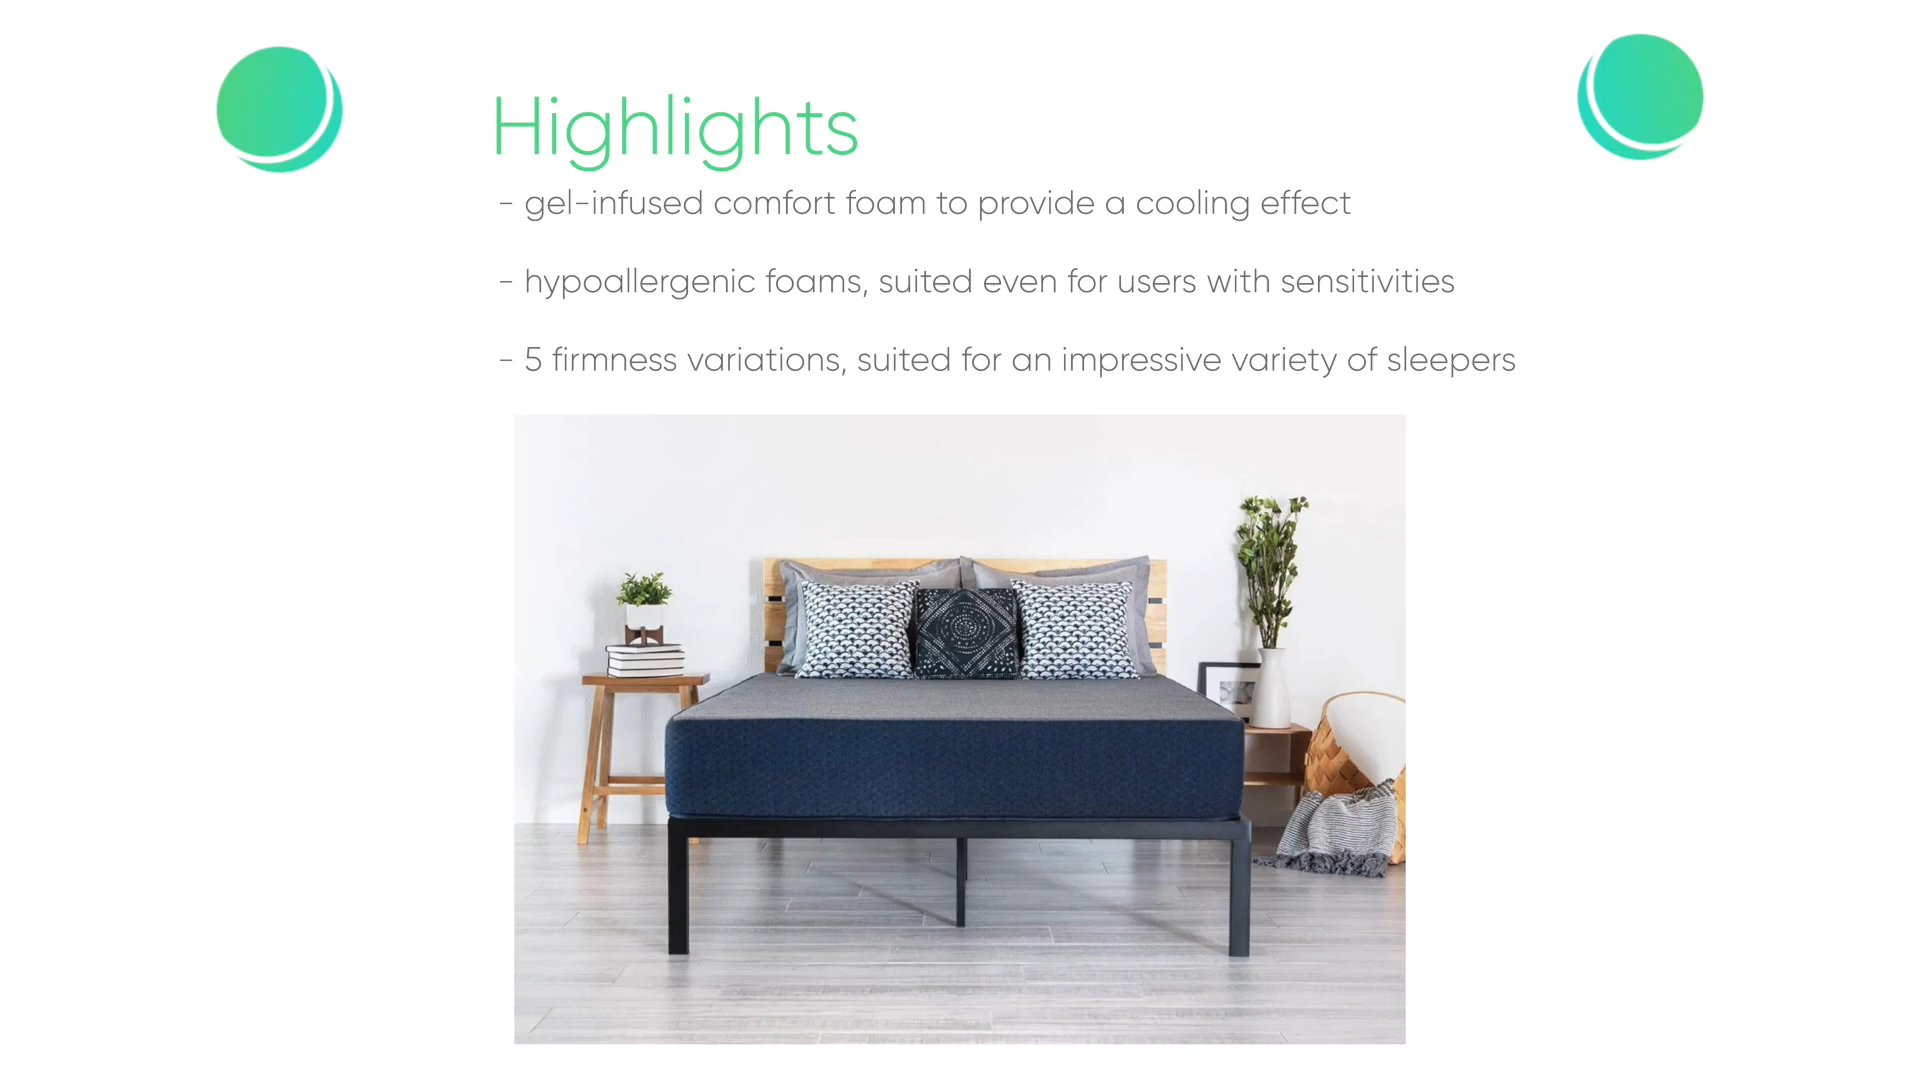 Highlights
- gel-infused comfort foam to provide a cooling effect
- hypoallergenic foams, suited even for users with sensitivities
- 5 firmness variations, suited for an impressive variety of sleepers